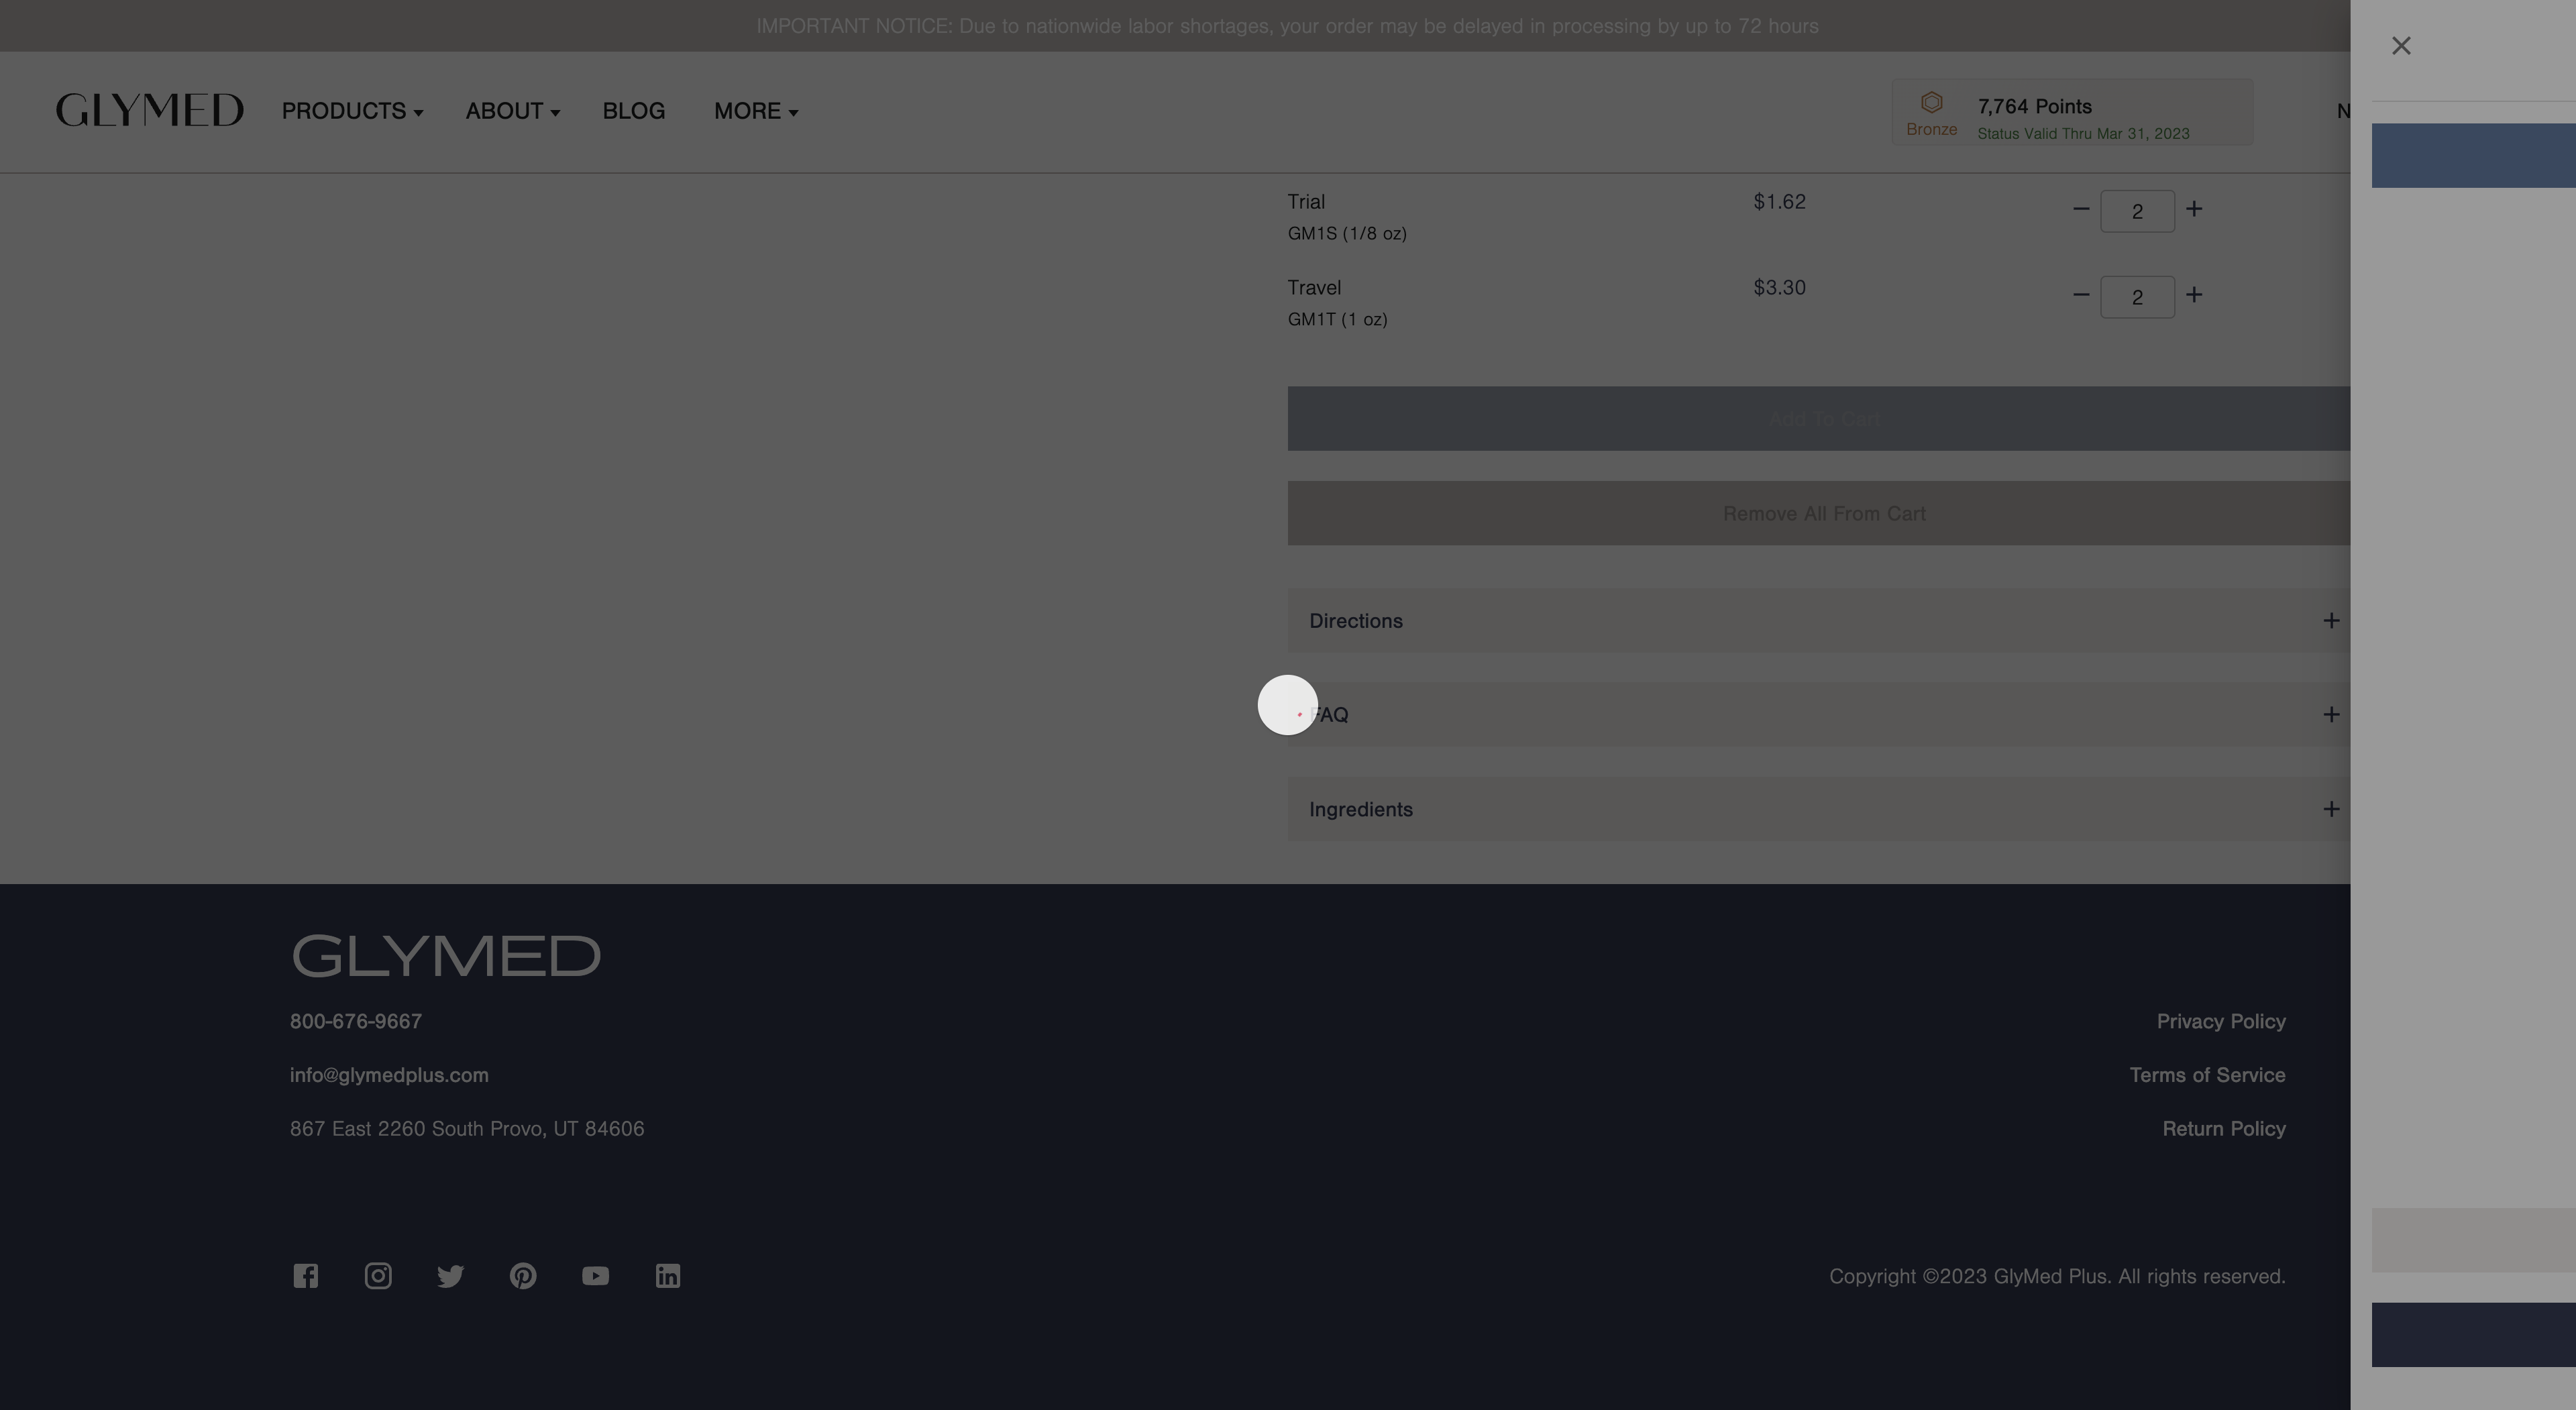 IMPORTANT NOTICE: Due to nationwide labor shortages, your order may be delayed in processing by up to 72 hours
GLYMED PRODUCTS ABOUT BLOG MORE
7,764 Points
Bronze
Status Valid Thru Mar 31, 2023
Trial $1.62 2
GM1S (1/8 oz)
Travel $3.30 2
GM1T (1 oz)
Add To Cart
Remove All From Cart
Directions
FAQ
Ingredients
GLYMED
800-676-9667 Privacy Policy
info@glymedplus.com Terms of Service
867 East 2260 South Provo, UT 84606 Return Policy
Copyright ©2023 GlyMed Plus. All rights reserved.